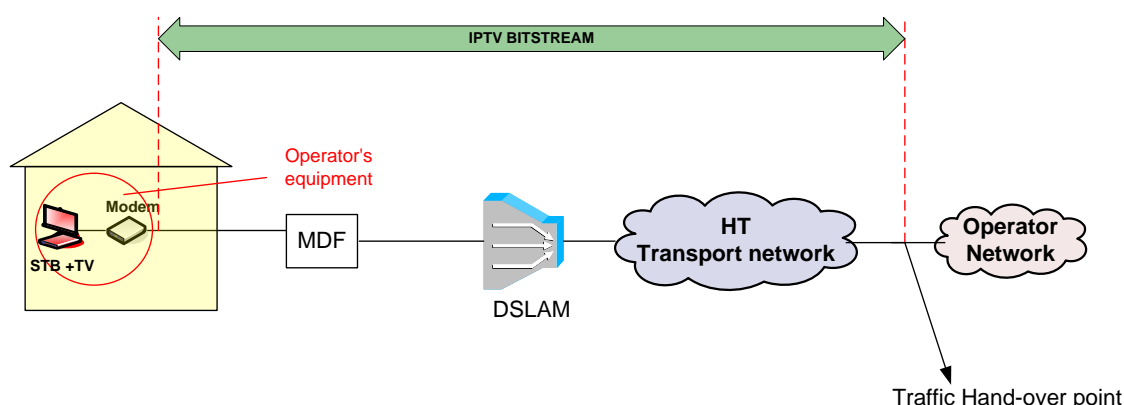 IPTV BITSTREAM
Operator's
equipment
Modem
STB +TV
MDF
DSLAM
HT
Transport network
Operator
Network
Traffic Hand-over point